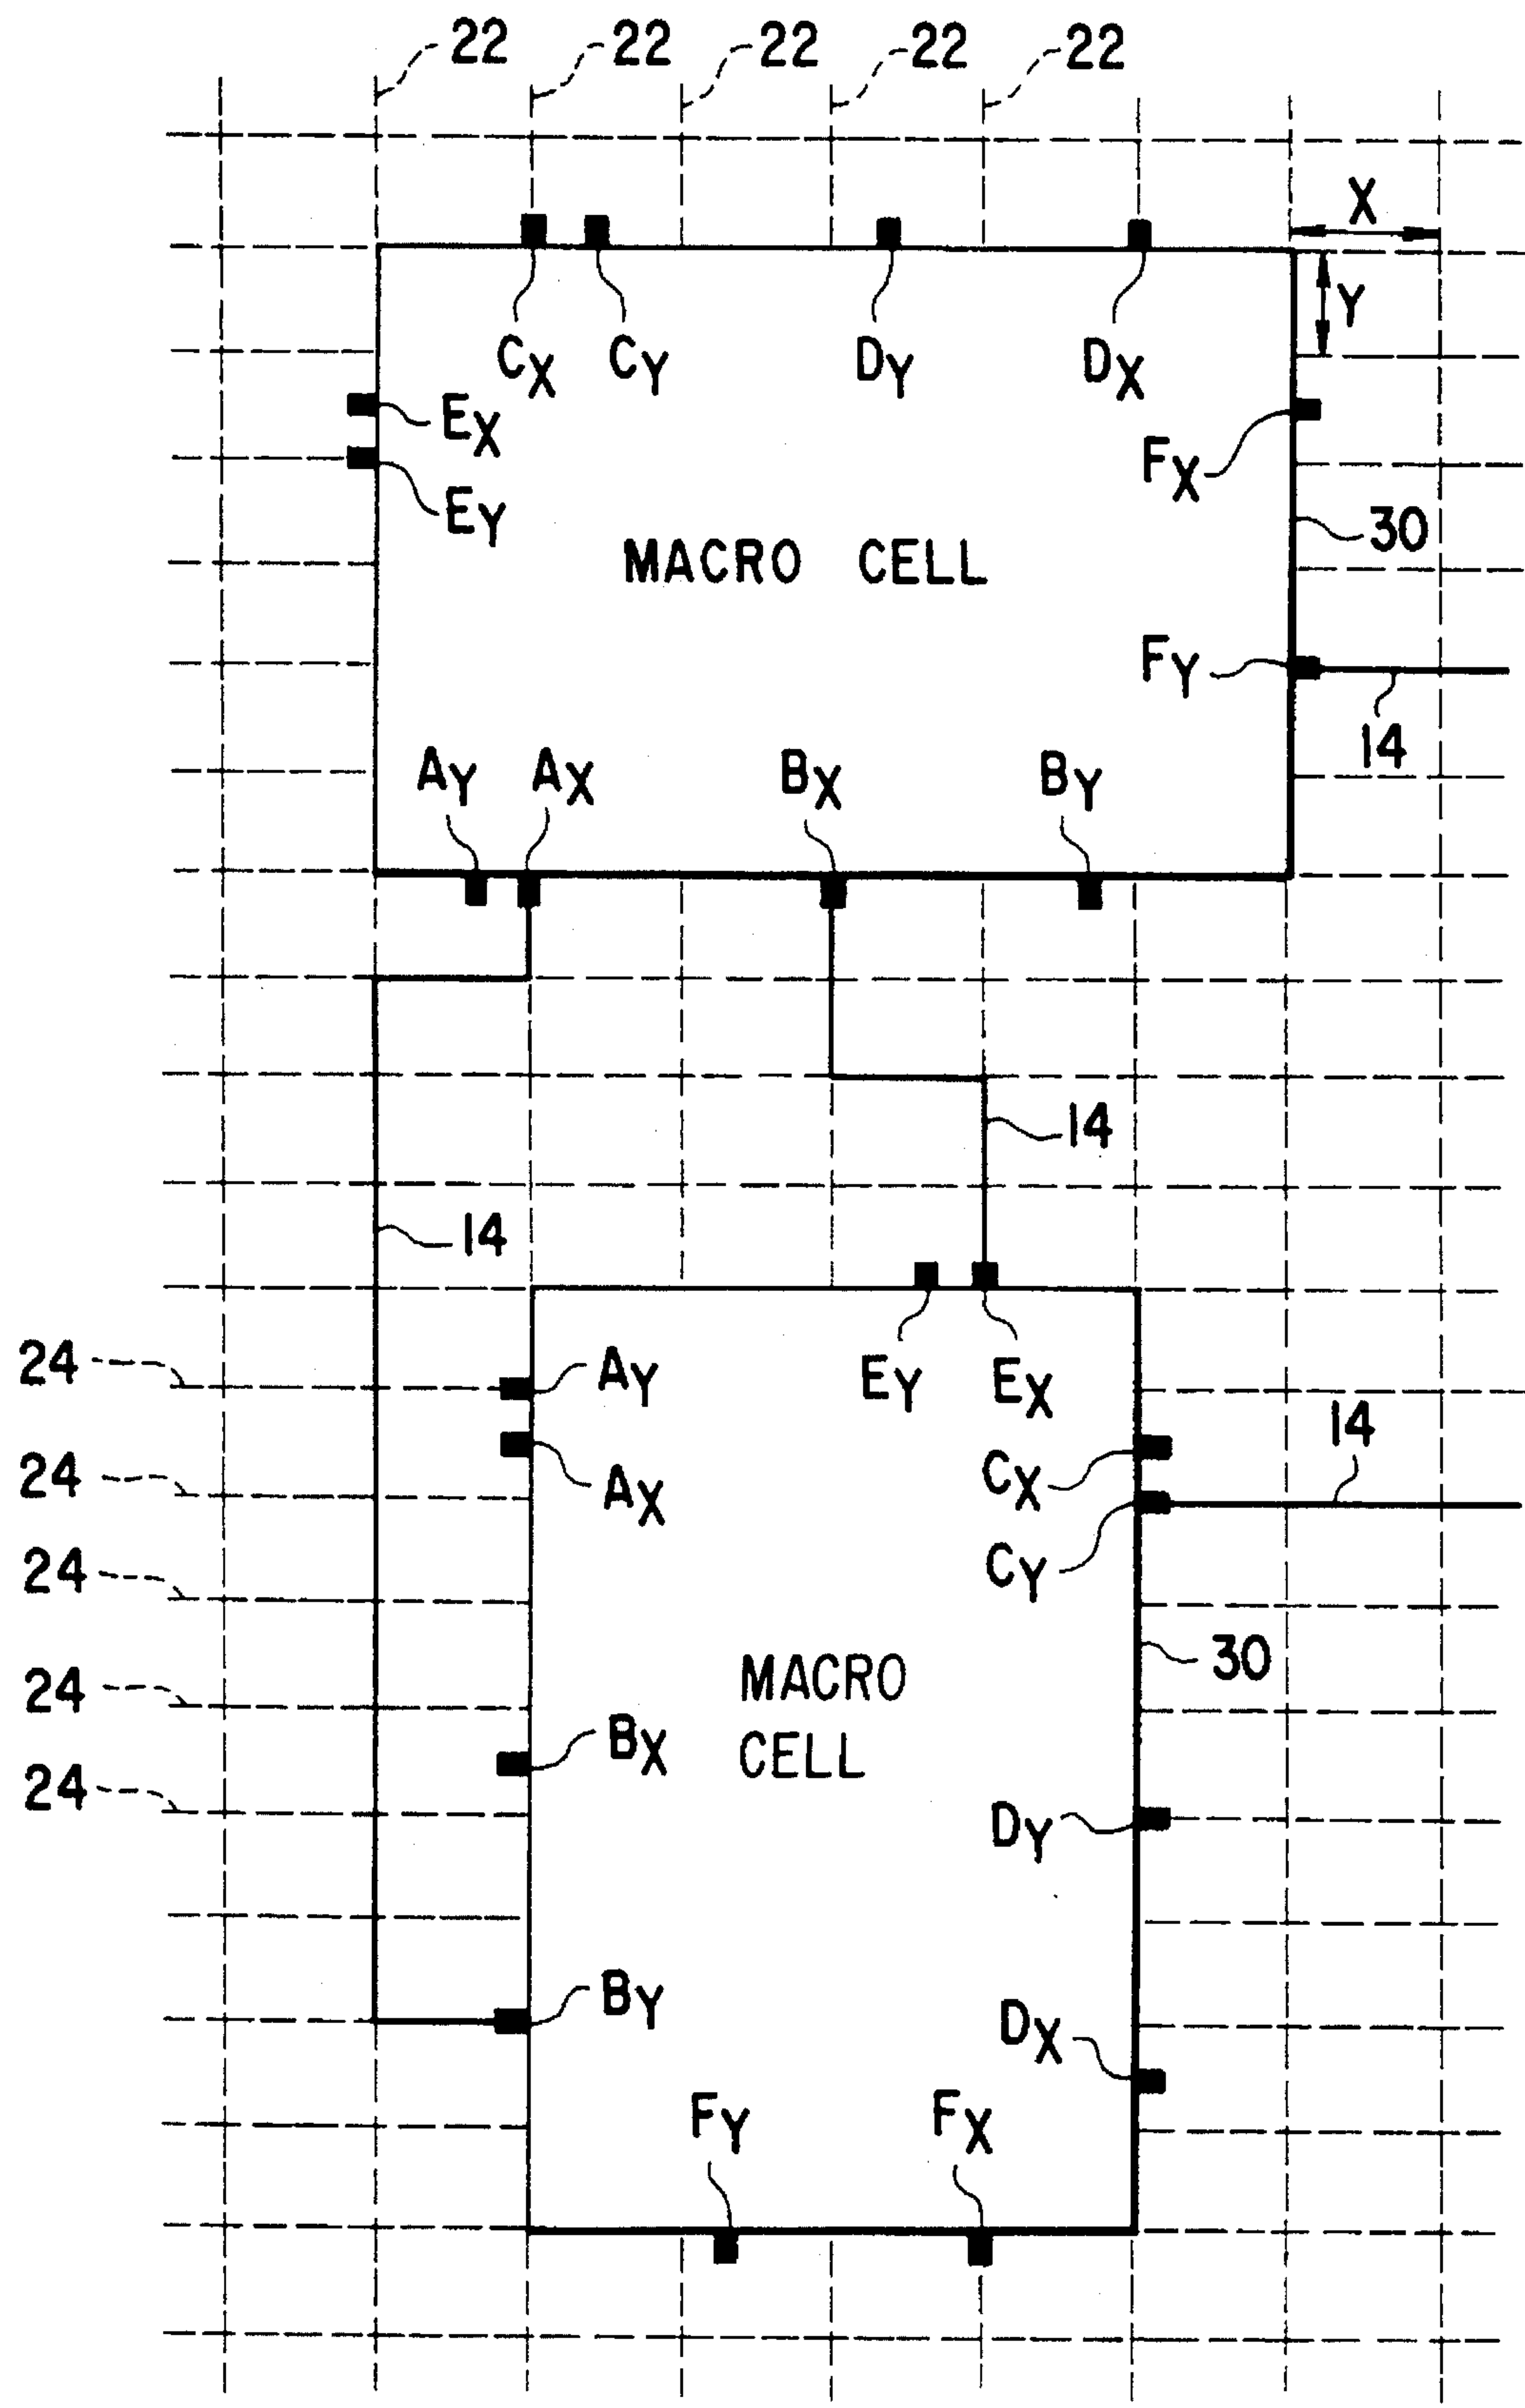 22 22 22 22 22
X
Y
CX CY DY DX
EX
FX
EY
30
MACRO CELL
FY
14
AY AX BX BY
14
14
24
AY
EY EX
14
CX
24
AX
CY
24
30
MACRO
24
BX
CELL
24
DY
BY
DX
FY FX